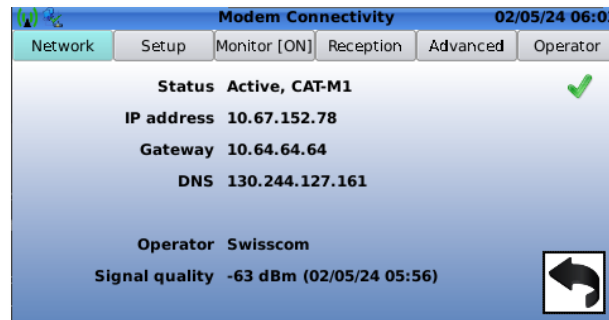 Modem Connectivity 02/05/24 06:0
Network Setup Monitor [ON] Reception Advanced Operator
Status Active, CAT-M1
IP address 10.67.152.78
Gateway 10.64.64.64
DNS 130.244.127.161
Operator Swisscom
Signal quality -63 dBm (02/05/24 05:56)